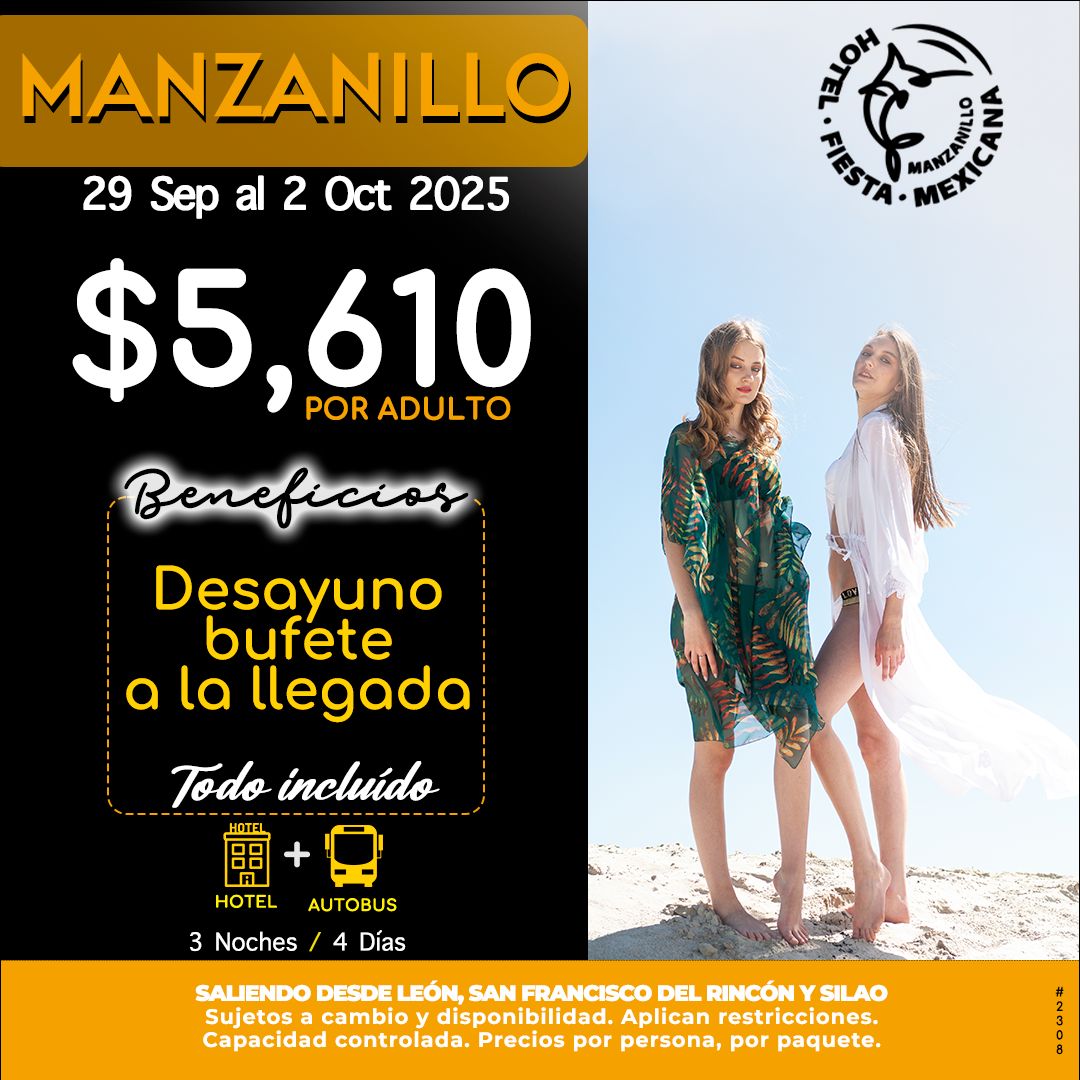 MANZANILLO
29 Sep al 2 Oct 2025
$5,610
POR ADULTO
Beneficios
Desayuno
bufete
a la llegada
Todo incluído
HOTEL
+
HOTEL
AUTOBUS
3 Noches / 4 Días
HOTEL · FIESTA · MEXICANA
MANZANILLO
LOV
SALIENDO DESDE LEÓN, SAN FRANCISCO DEL RINCÓN Y SILAO
Sujetos a cambio y disponibilidad. Aplican restricciones.
Capacidad controlada. Precios por persona, por paquete.
#2308